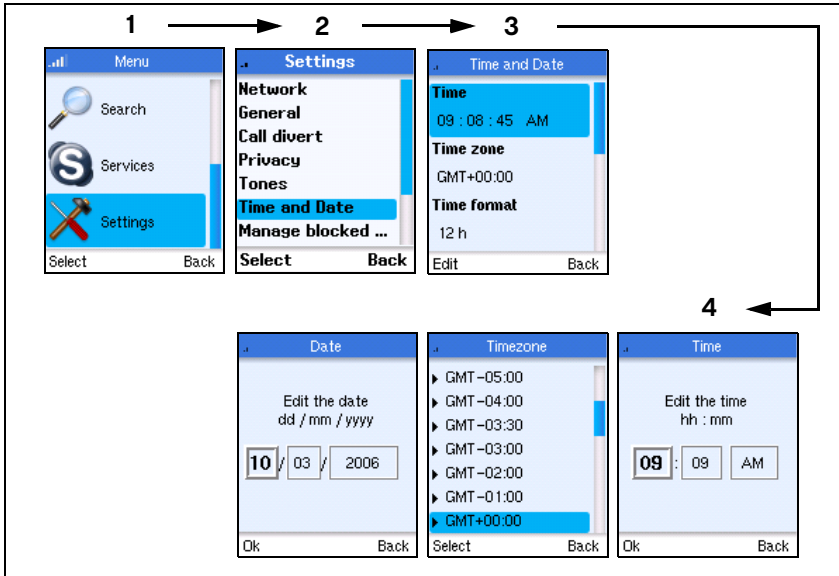 1 2 3
Menu
Search
Services
Settings
Select Back
Settings
Network
General
Call divert
Privacy
Tones
Time and Date
Manage blocked ...
Select Back
Time and Date
Time
09 : 08 : 45 AM
Time zone
GMT+00:00
Time format
12 h
Edit Back
4
Date
Edit the date
dd / mm / yyyy
10 / 03 / 2006
Ok Back
Timezone
GMT-05:00
GMT-04:00
GMT-03:30
GMT-03:00
GMT-02:00
GMT-01:00
GMT+00:00
Select Back
Time
Edit the time
hh : mm
09 : 09 AM
Ok Back